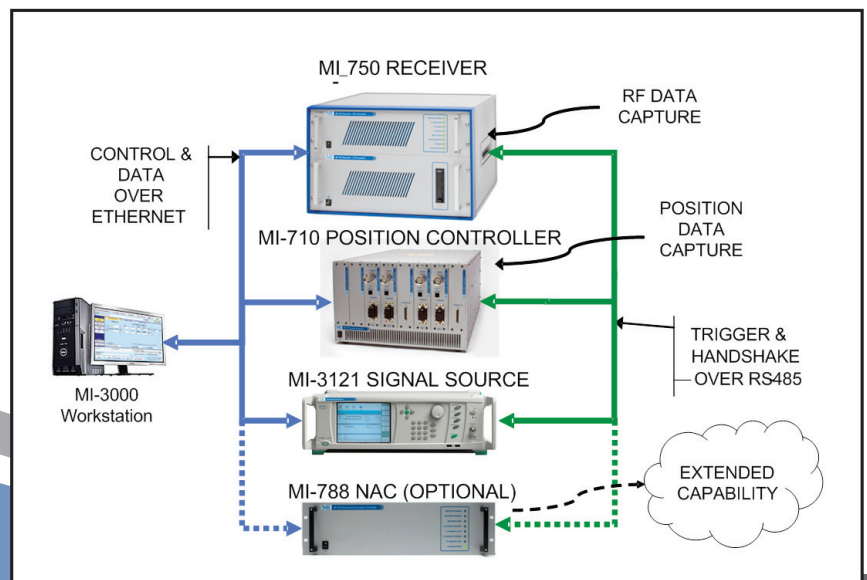 MI_750 RECEIVER
RF DATA
CAPTURE
CONTROL &
DATA
OVER
ETHERNET
POSITION
DATA
CAPTURE
MI-710 POSITION CONTROLLER
MI-3000
Workstation
TRIGGER &
HANDSHAKE
OVER RS485
MI-3121 SIGNAL SOURCE
MI-788 NAC (OPTIONAL)
EXTENDED
CAPABILITY